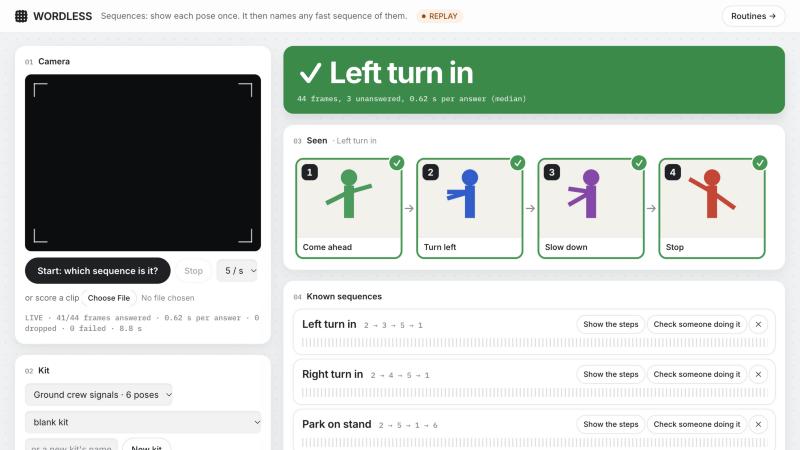 WORDLESS Sequences: show each pose once. It then names any fast sequence of them. • REPLAY Routines →
01 Camera
Start: which sequence is it? Stop 5 / s
or score a clip Choose File No file chosen
LIVE · 41/44 frames answered · 0.62 s per answer · 0
dropped · 0 failed · 8.8 s
02 Kit
Ground crew signals · 6 poses
blank kit
or a new kit's name New kit
✓ Left turn in
44 frames, 3 unanswered, 0.62 s per answer (median)
03 Seen · Left turn in
1 → 2 → 3 → 4
Come ahead Turn left Slow down Stop
04 Known sequences
Left turn in 2 → 3 → 5 → 1 Show the steps Check someone doing it ✕
Right turn in 2 → 4 → 5 → 1 Show the steps Check someone doing it ✕
Park on stand 2 → 5 → 1 → 6 Show the steps Check someone doing it ✕